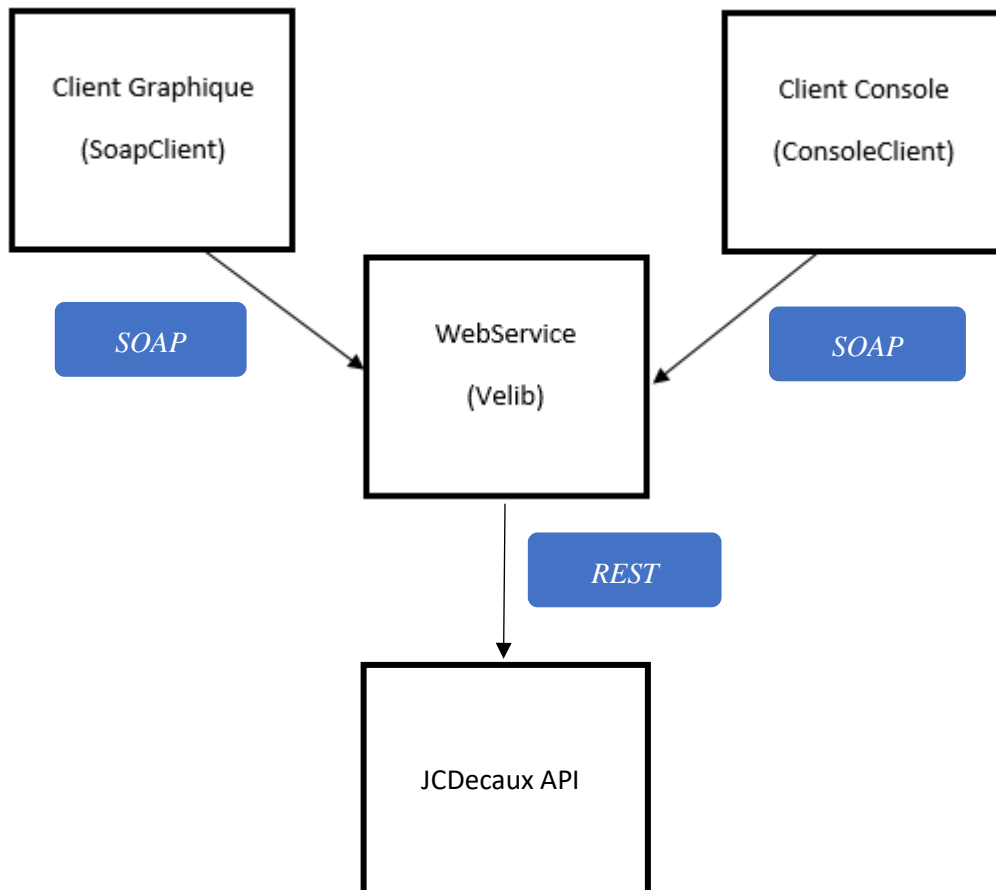 Client Graphique
(SoapClient)
Client Console
(ConsoleClient)
SOAP
WebService
(Velib)
SOAP
REST
JCDecaux API